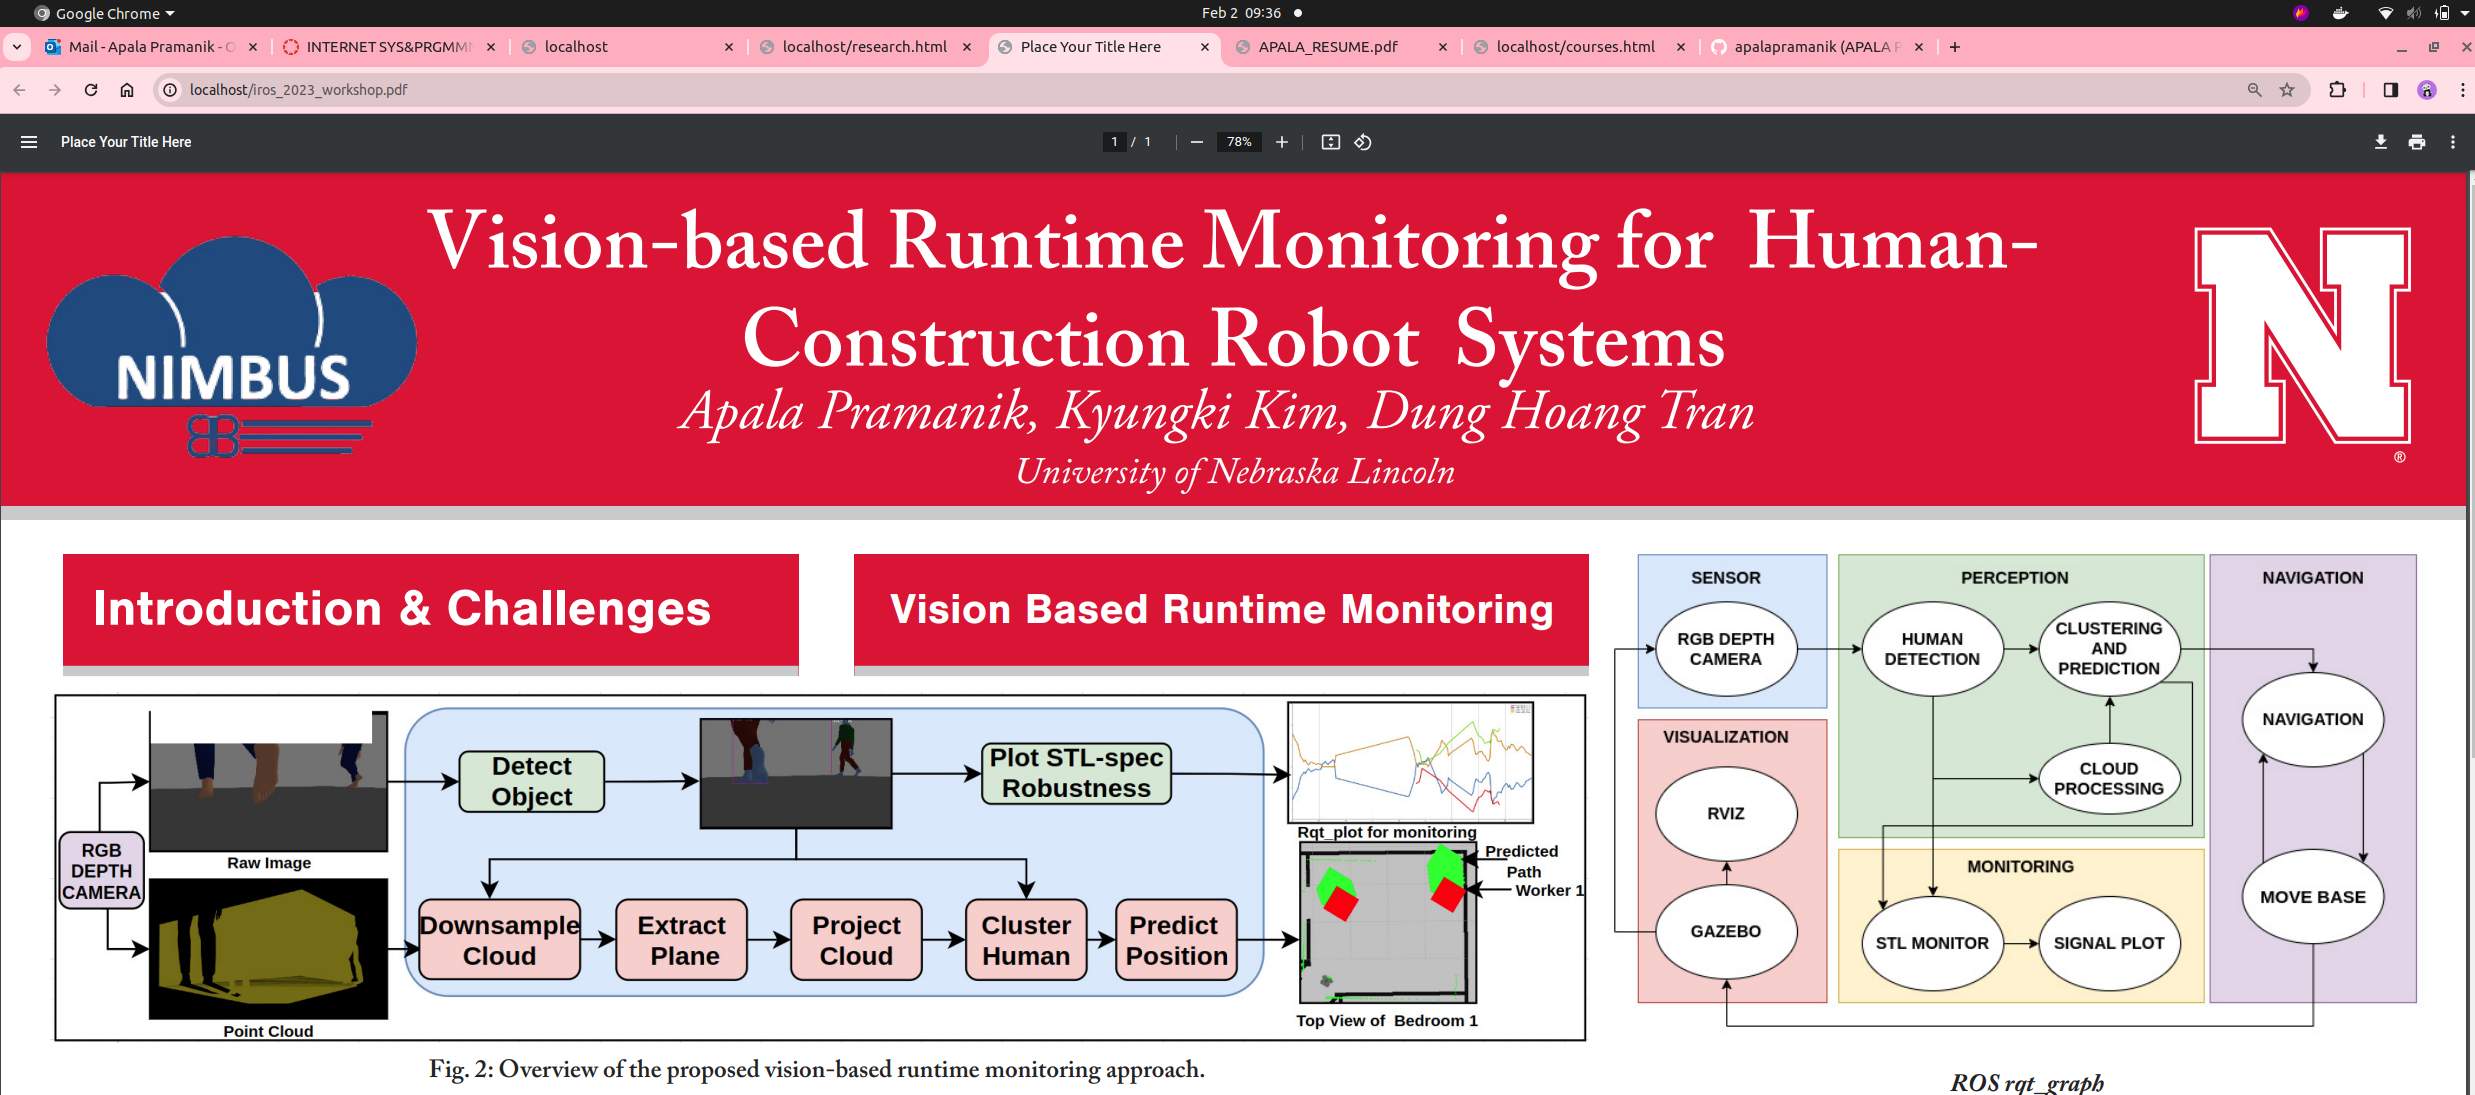 Google Chrome
Feb 2 09:36
Mail - Apala Pramanik - O
INTERNET SYS&PRGMM
localhost
localhost/research.html
Place Your Title Here
APALA_RESUME.pdf
localhost/courses.html
apalapramanik (APALA P
localhost/iros_2023_workshop.pdf
Place Your Title Here
1 / 1
78%
Vision-based Runtime Monitoring for Human-
Construction Robot Systems
Apala Pramanik, Kyungki Kim, Dung Hoang Tran
University of Nebraska Lincoln
NIMBUS
N
®
Introduction & Challenges
Vision Based Runtime Monitoring
RGB
DEPTH
CAMERA
Raw Image
Point Cloud
Detect
Object
Plot STL-spec
Robustness
Downsample
Cloud
Extract
Plane
Project
Cloud
Cluster
Human
Predict
Position
Rqt_plot for monitoring
Predicted
Path
Worker 1
Top View of Bedroom 1
Fig. 2: Overview of the proposed vision-based runtime monitoring approach.
SENSOR
RGB DEPTH
CAMERA
VISUALIZATION
RVIZ
GAZEBO
PERCEPTION
HUMAN
DETECTION
CLUSTERING
AND
PREDICTION
CLOUD
PROCESSING
MONITORING
STL MONITOR
SIGNAL PLOT
NAVIGATION
NAVIGATION
MOVE BASE
ROS rqt_graph